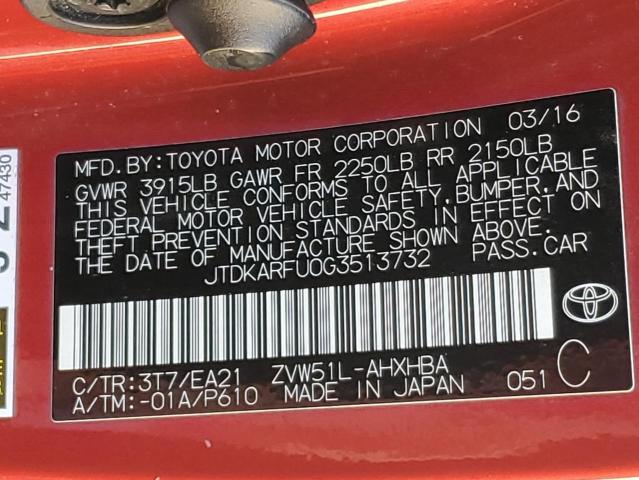 MFD.BY:TOYOTA MOTOR CORPORATION 03/16
GVWR 3915LB GAWR FR 2250LB RR 2150LB
THIS VEHICLE CONFORMS TO ALL APPLICABLE
FEDERAL MOTOR VEHICLE SAFETY,BUMPER,AND
THEFT PREVENTION STANDARDS IN EFFECT ON
THE DATE OF MANUFACTURE SHOWN ABOVE.
JTDKARFU0G3513732 PASS.CAR
C/TR:3T7/EA21 ZVW51L-AHXHBA
A/TM:-01A/P610 MADE IN JAPAN 051 C
47430